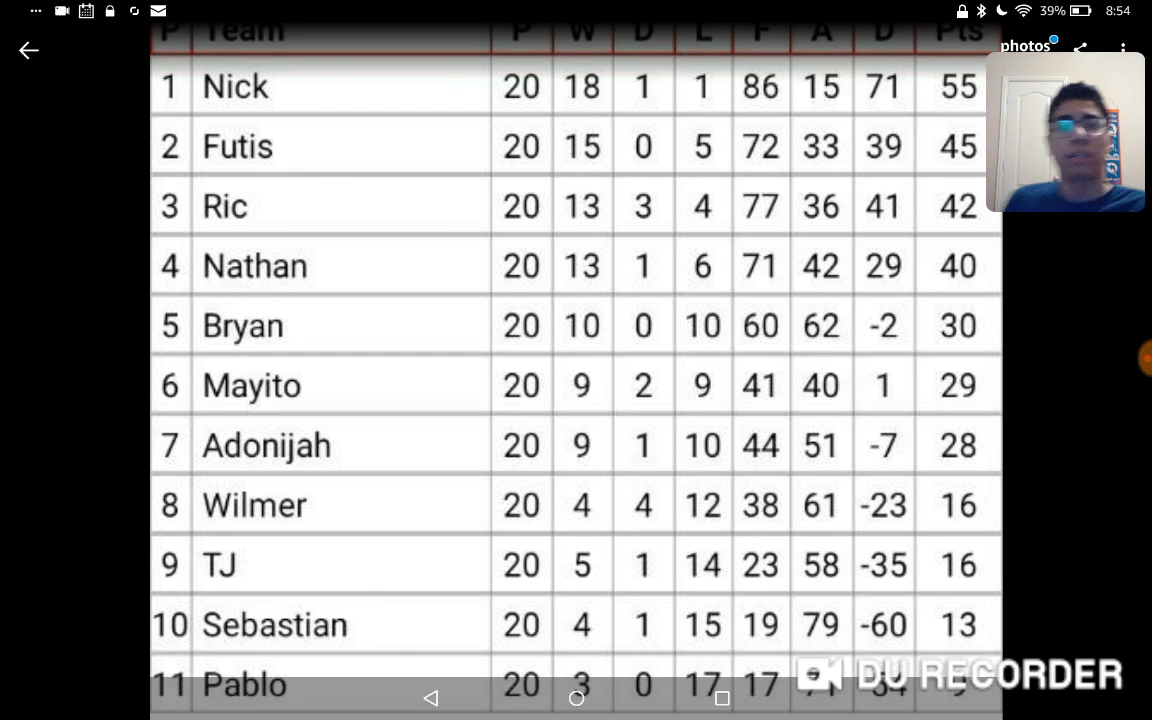 39% 8:54
photos
P Team P W D L F A D Pts
1 Nick 20 18 1 1 86 15 71 55
2 Futis 20 15 0 5 72 33 39 45
3 Ric 20 13 3 4 77 36 41 42
4 Nathan 20 13 1 6 71 42 29 40
5 Bryan 20 10 0 10 60 62 -2 30
6 Mayito 20 9 2 9 41 40 1 29
7 Adonijah 20 9 1 10 44 51 -7 28
8 Wilmer 20 4 4 12 38 61 -23 16
9 TJ 20 5 1 14 23 58 -35 16
10 Sebastian 20 4 1 15 19 79 -60 13
11 Pablo 20 3 0 17 17
DU RECORDER